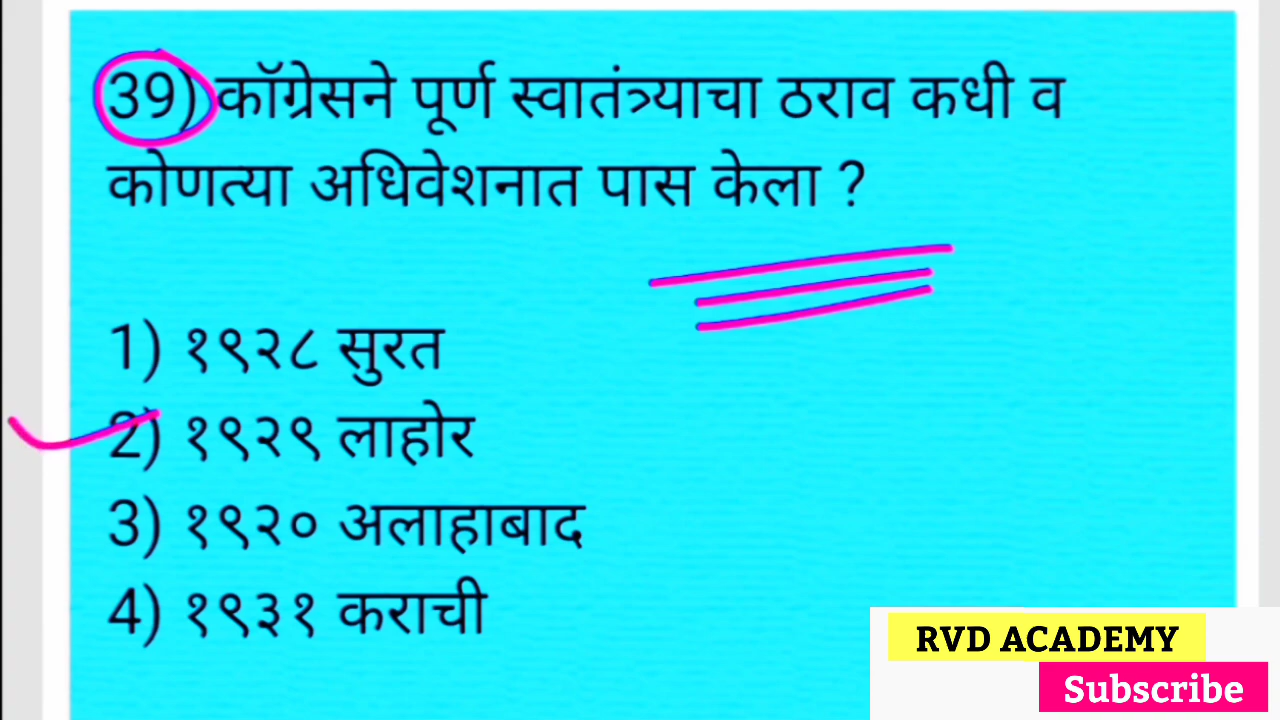 39) कॉग्रेसने पूर्ण स्वातंत्र्याचा ठराव कधी व
कोणत्या अधिवेशनात पास केला ?
1) १९२८ सुरत
2) १९२९ लाहोर
3) १९२० अलाहाबाद
4) १९३१ कराची
RVD ACADEMY
Subscribe